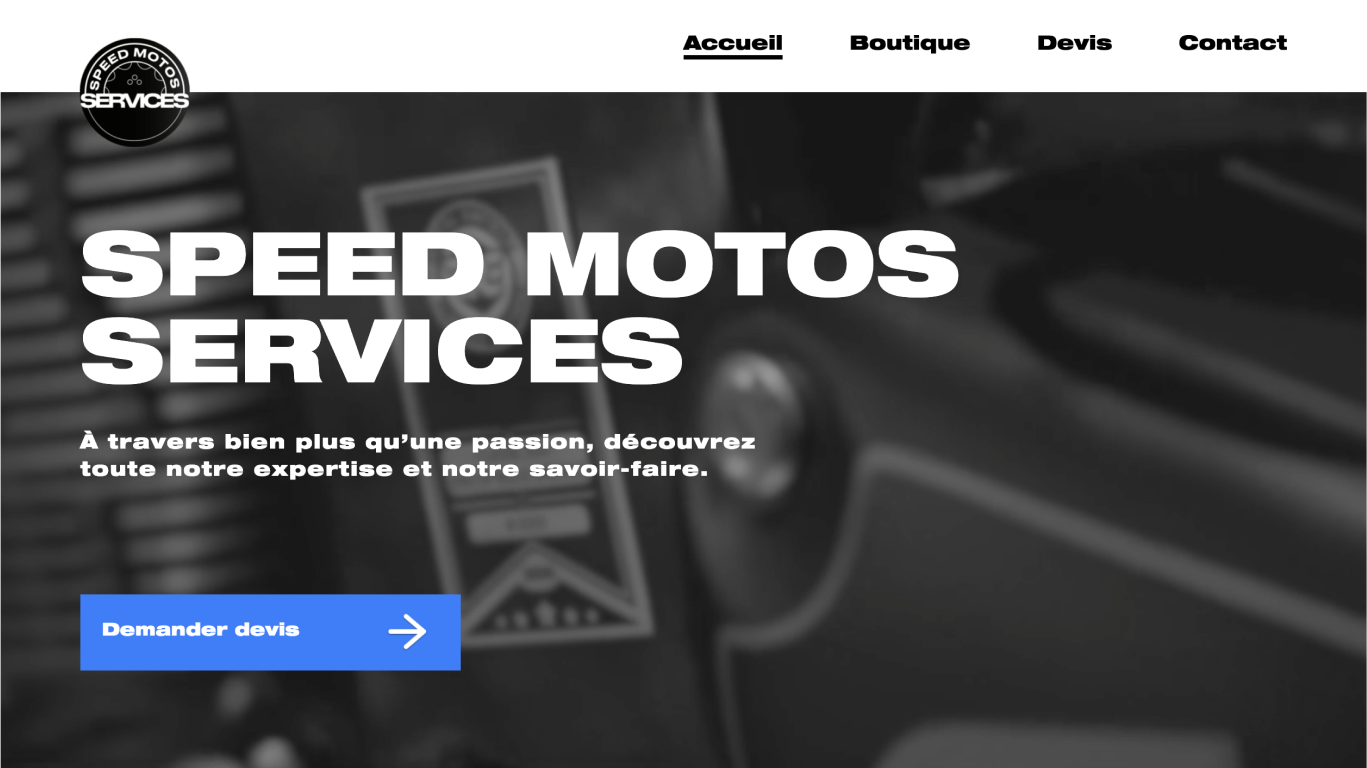 Accueil Boutique Devis Contact
SPEED MOTOS
SERVICES
SPEED MOTOS
SERVICES
À travers bien plus qu’une passion, découvrez
toute notre expertise et notre savoir-faire.
Demander devis